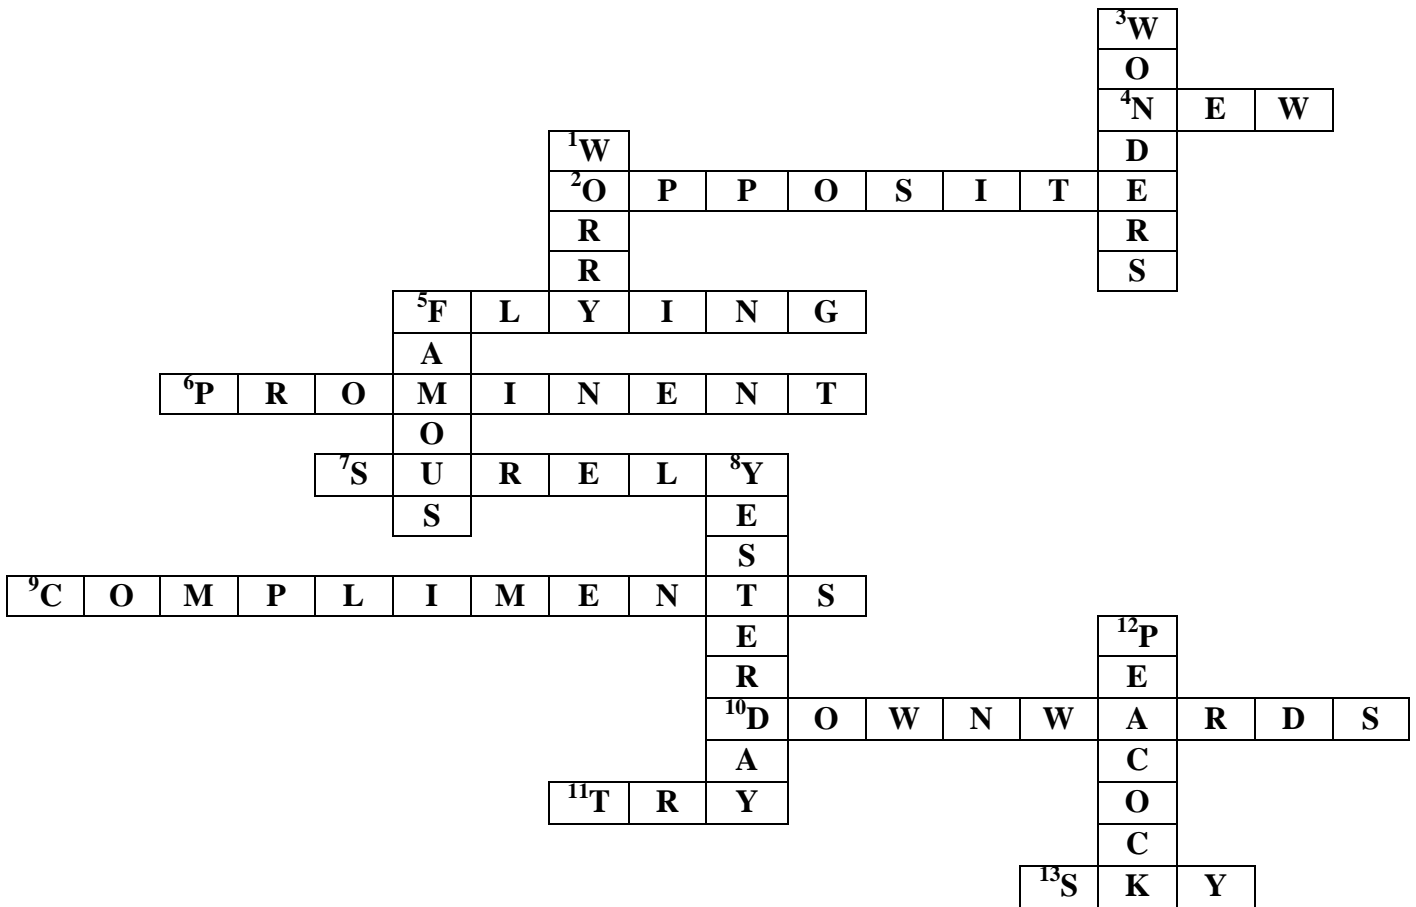 3W
O
4N E W
1W D
2O P P O S I T E
R R
R S
5F L Y I N G
A
6P R O M I N E N T
O
7S U R E L 8Y
S E
S
9C O M P L I M E N T S
E 12P
R E
10D O W N W A R D S
A C
11T R Y O
C
13S K Y